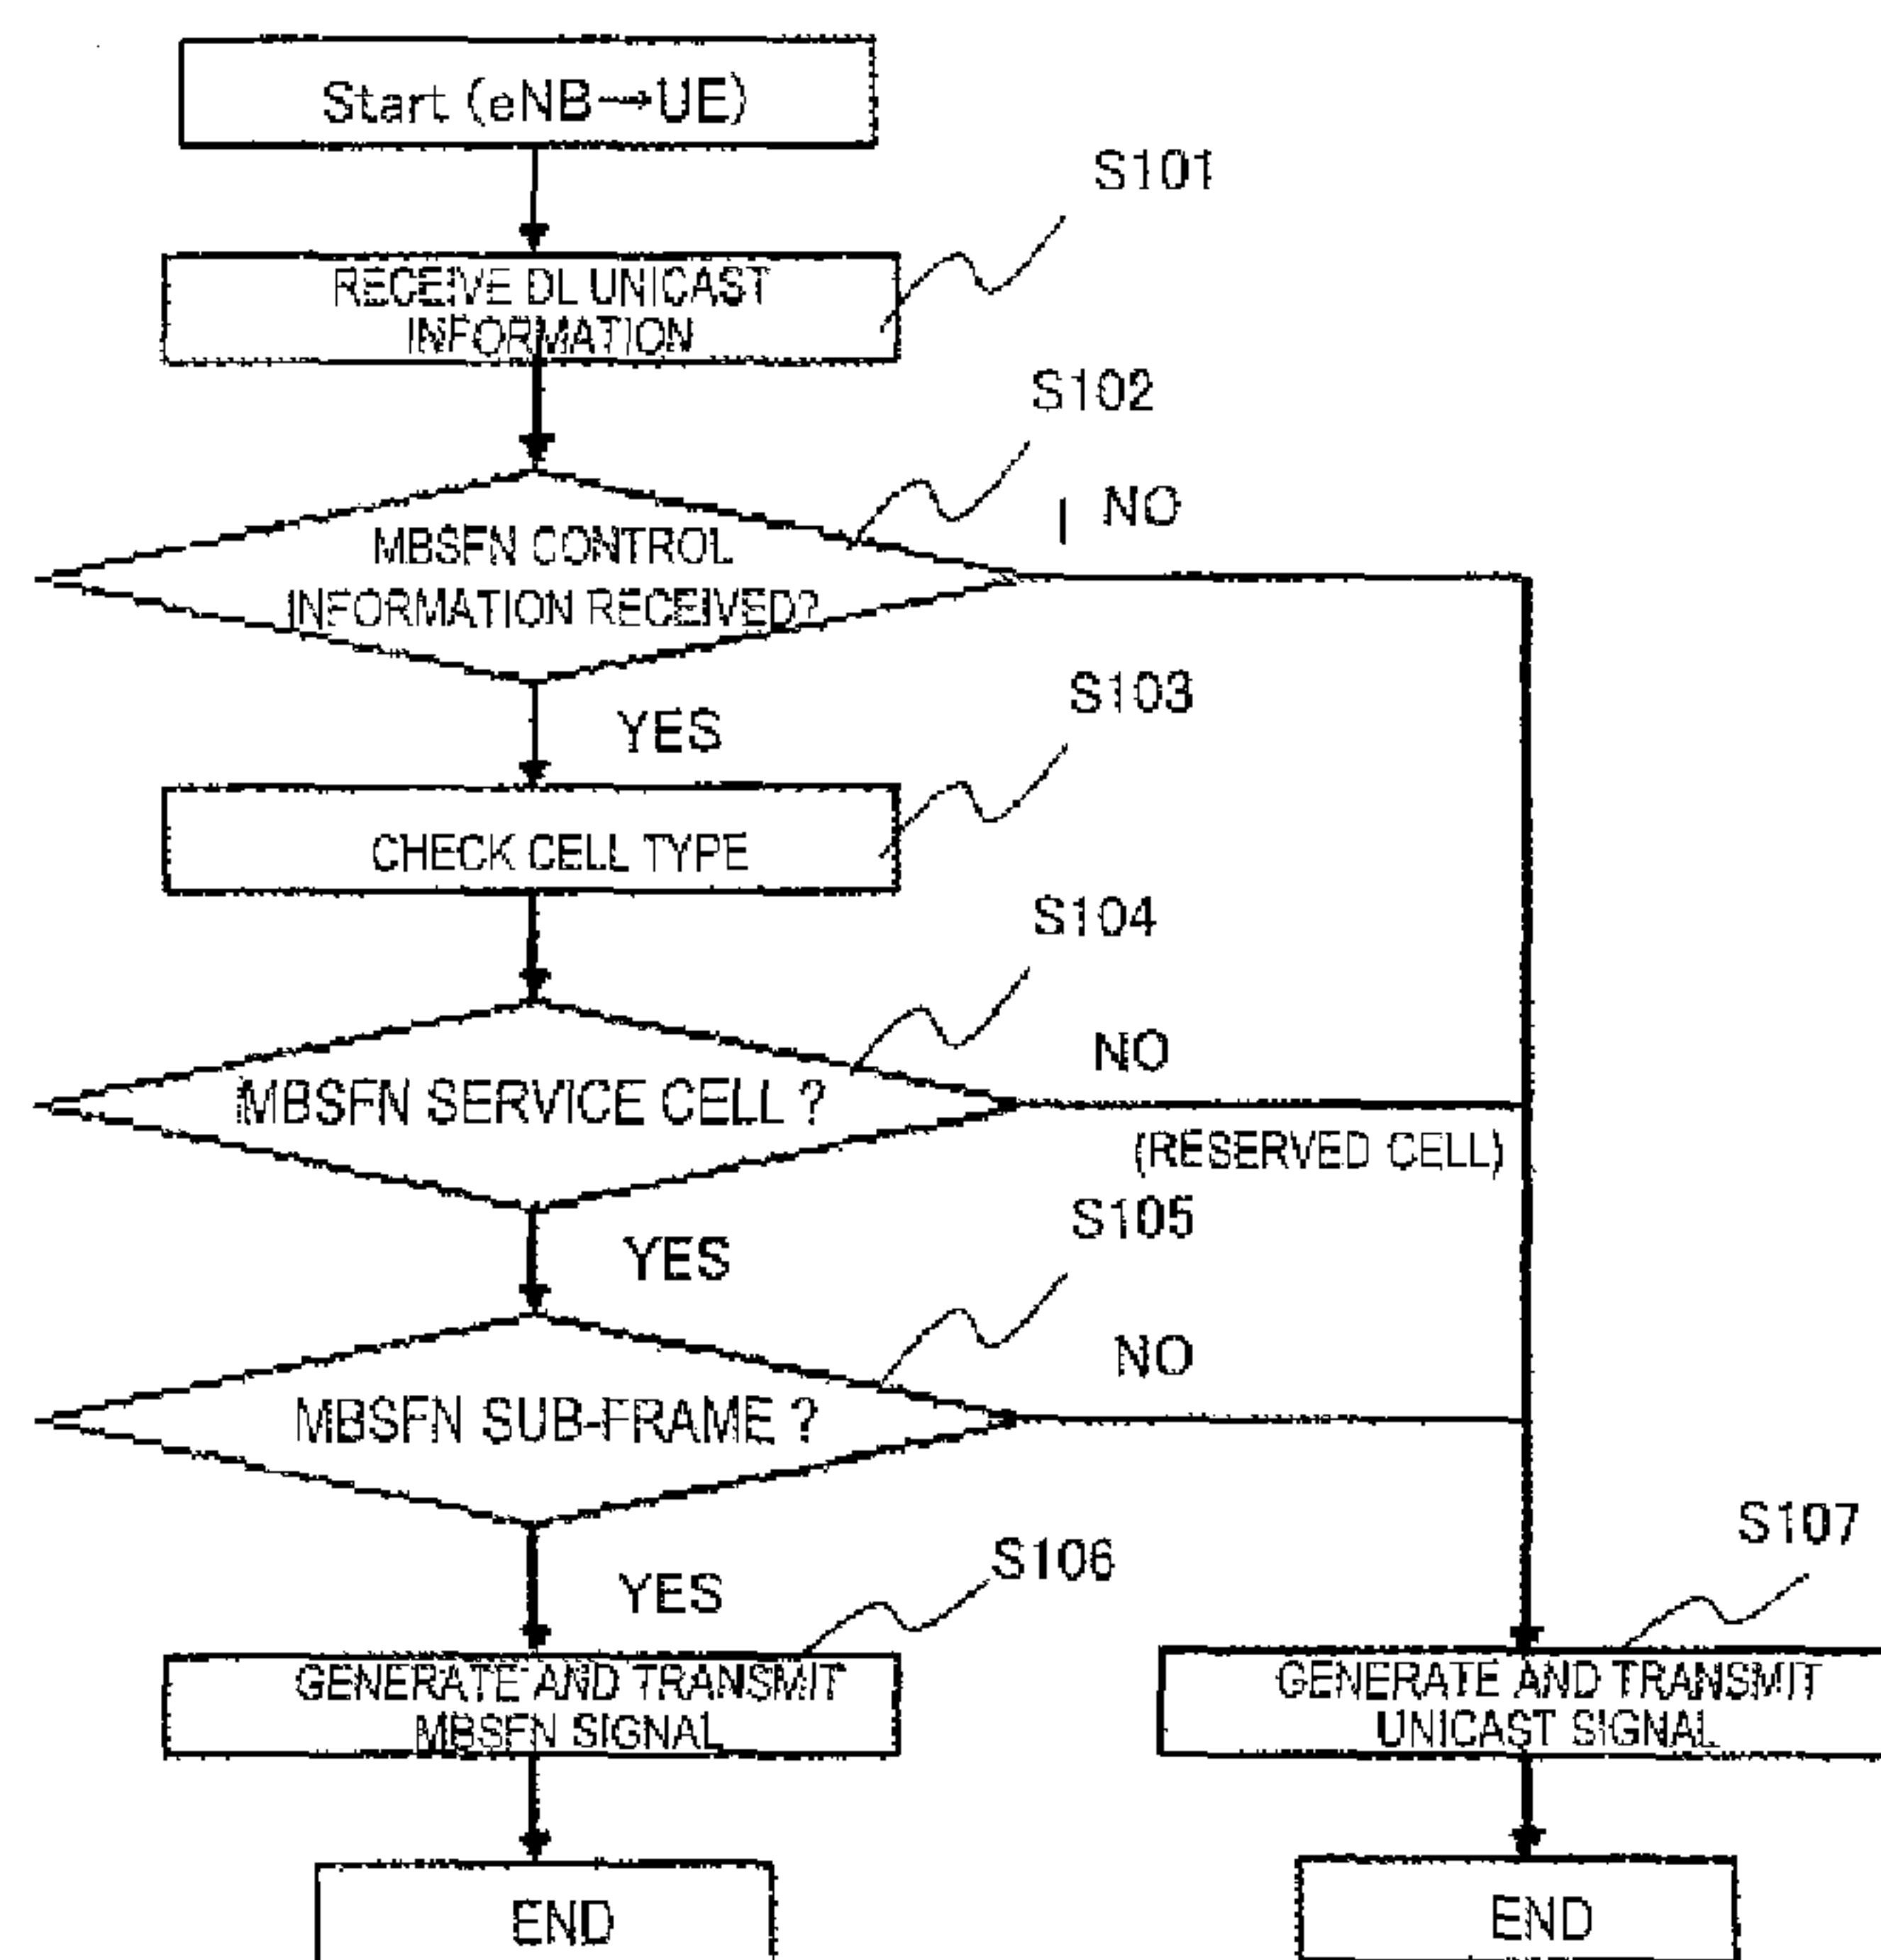 Start (eNB→UE)
S101
RECEIVE DL UNICAST
INFORMATION
S102
NO
MBSFN CONTROL
INFORMATION RECEIVED?
YES
S103
CHECK CELL TYPE
S104
NO
MBSFN SERVICE CELL ?
(RESERVED CELL)
YES
S105
NO
MBSFN SUB-FRAME ?
YES
S106
S107
GENERATE AND TRANSMIT
MBSFN SIGNAL
GENERATE AND TRANSMIT
UNICAST SIGNAL
END
END